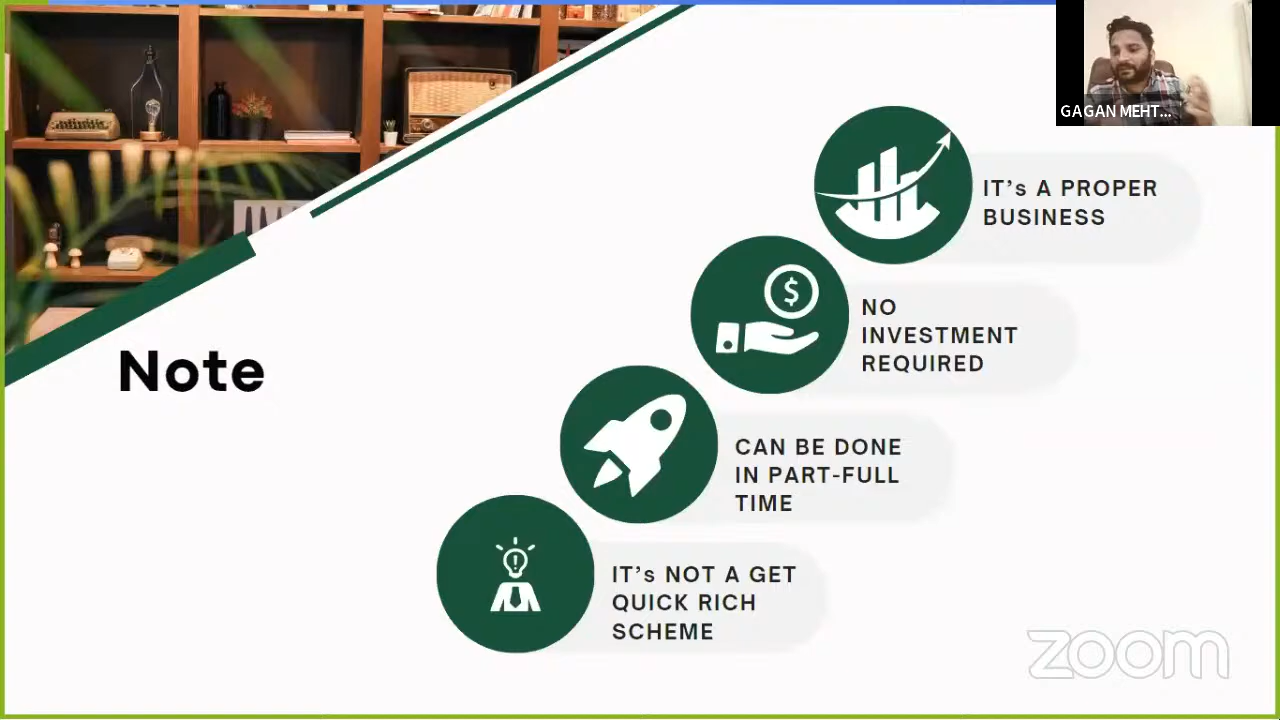 GAGAN MEHT...
IT's A PROPER
BUSINESS
NO
INVESTMENT
REQUIRED
Note
CAN BE DONE
IN PART-FULL
TIME
IT's NOT A GET
QUICK RICH
SCHEME
zoom